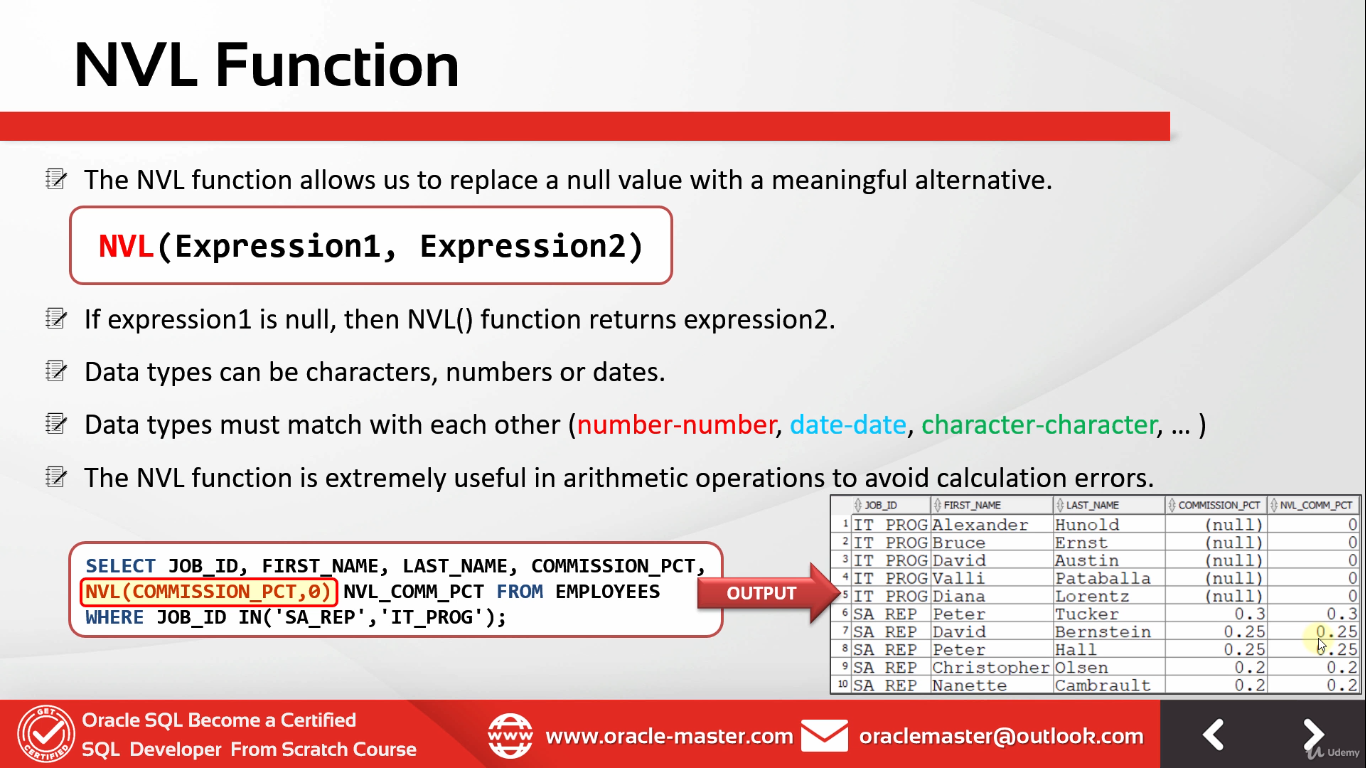 NVL Function
The NVL function allows us to replace a null value with a meaningful alternative.
NVL(Expression1, Expression2)
If expression1 is null, then NVL() function returns expression2.
Data types can be characters, numbers or dates.
Data types must match with each other (number-number, date-date, character-character, ... )
The NVL function is extremely useful in arithmetic operations to avoid calculation errors.
SELECT JOB_ID, FIRST_NAME, LAST_NAME, COMMISSION_PCT,
NVL(COMMISSION_PCT,0) NVL_COMM_PCT FROM EMPLOYEES
WHERE JOB_ID IN('SA_REP','IT_PROG');
OUTPUT
JOB_ID FIRST_NAME LAST_NAME COMMISSION_PCT NVL_COMM_PCT
1 IT_PROG Alexander Hunold (null) 0
2 IT_PROG Bruce Ernst (null) 0
3 IT_PROG David Austin (null) 0
4 IT_PROG Valli Pataballa (null) 0
5 IT_PROG Diana Lorentz (null) 0
6 SA_REP Peter Tucker 0.3 0.3
7 SA_REP David Bernstein 0.25 0.25
8 SA_REP Peter Hall 0.25 0.25
9 SA_REP Christopher Olsen 0.2 0.2
10 SA_REP Nanette Cambrault 0.2 0.2
GET CERTIFIED
Oracle SQL Become a Certified
SQL Developer From Scratch Course
www
www.oracle-master.com
oraclemaster@outlook.com
Udemy